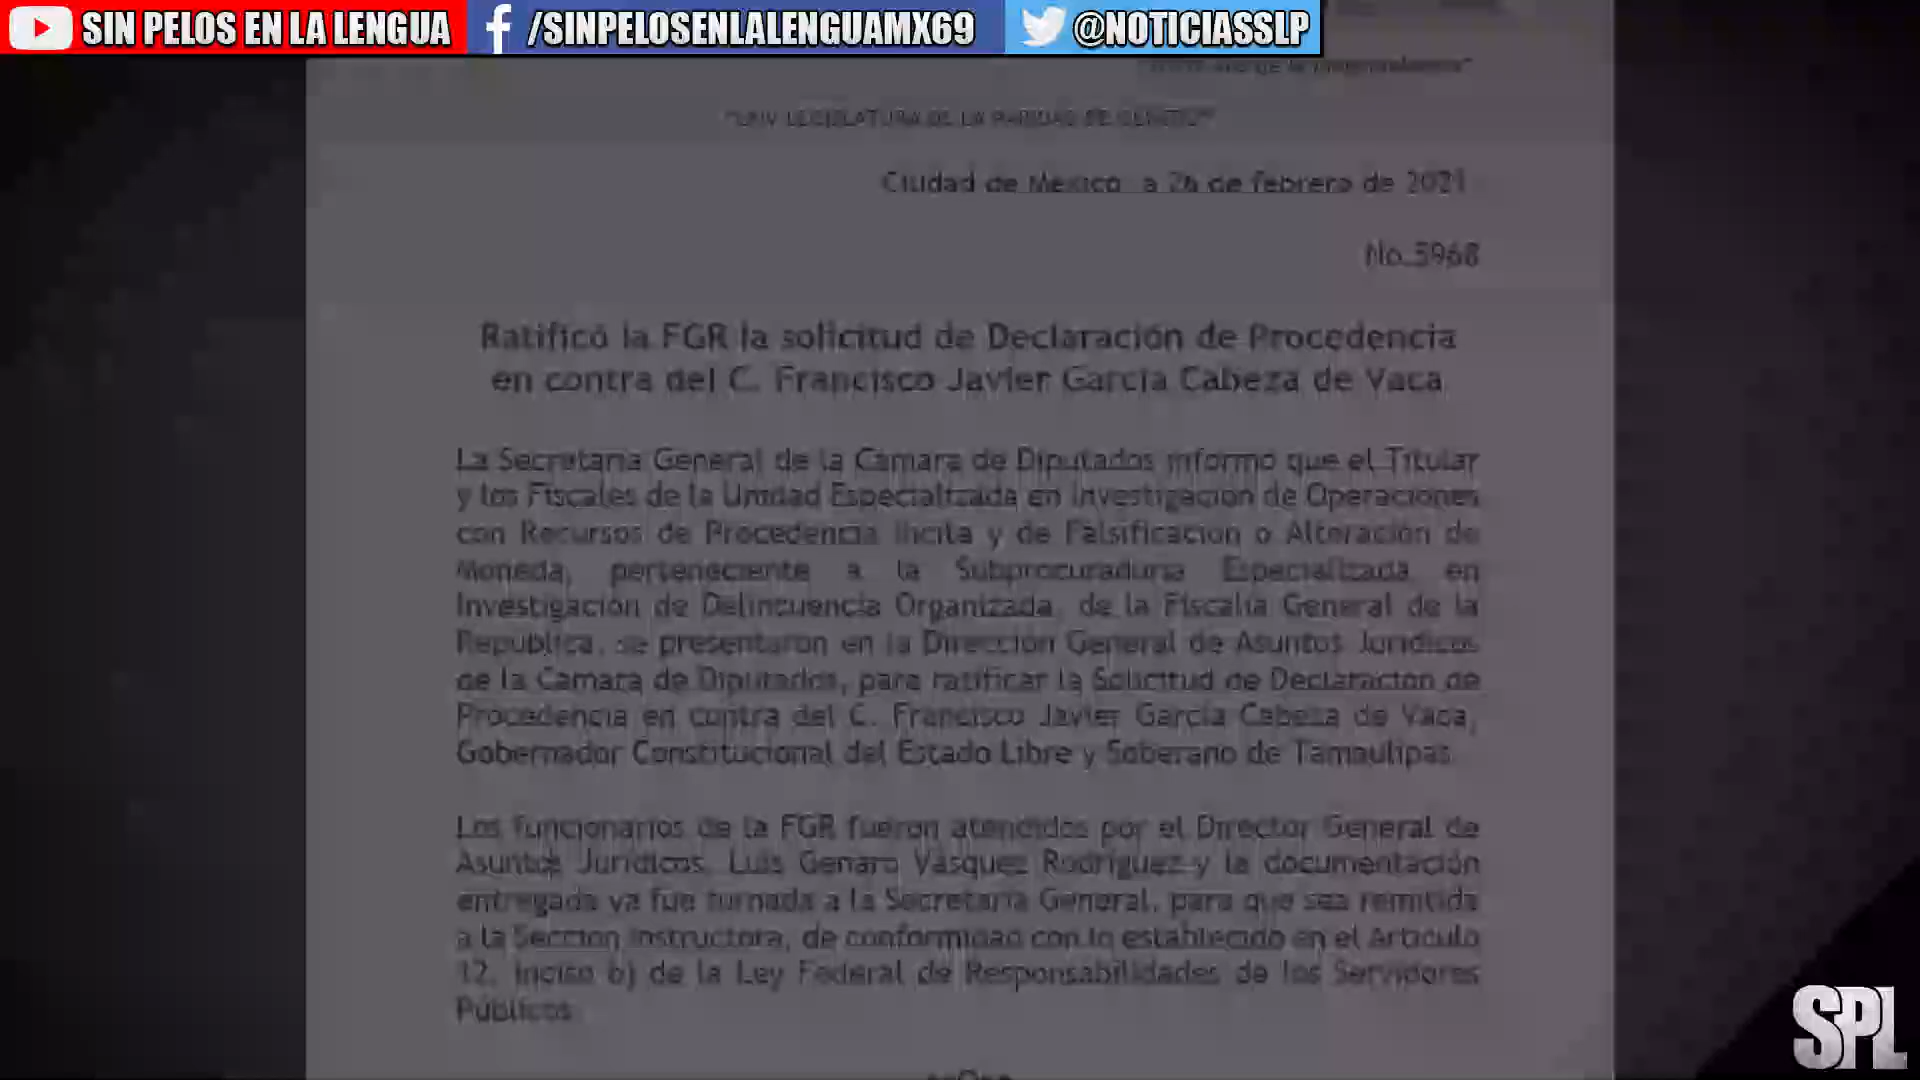 SIN PELOS EN LA LENGUA
/SINPELOSENLALENGUAMX69
@NOTICIASSLP
"LXIV LEGISLATURA DE LA PARIDAD DE GÉNERO"
Ciudad de México, a 26 de febrero de 2021
No.5968
Ratificó la FGR la solicitud de Declaración de Procedencia
en contra del C. Francisco Javier García Cabeza de Vaca
La Secretaría General de la Cámara de Diputados informó que el Titular
y los Fiscales de la Unidad Especializada en Investigación de Operaciones
con Recursos de Procedencia Ilícita y de Falsificación o Alteración de
Moneda, perteneciente a la Subprocuraduría Especializada en
Investigación de Delincuencia Organizada, de la Fiscalía General de la
República, se presentaron en la Dirección General de Asuntos Jurídicos
de la Cámara de Diputados, para ratificar la Solicitud de Declaración de
Procedencia en contra del C. Francisco Javier García Cabeza de Vaca,
Gobernador Constitucional del Estado Libre y Soberano de Tamaulipas.
Los funcionarios de la FGR fueron atendidos por el Director General de
Asuntos Jurídicos, Luis Genaro Vásquez Rodríguez y la documentación
entregada ya fue turnada a la Secretaría General, para que sea remitida
a la Sección Instructora, de conformidad con lo establecido en el Artículo
12, inciso b) de la Ley Federal de Responsabilidades de los Servidores
Públicos.
SPL